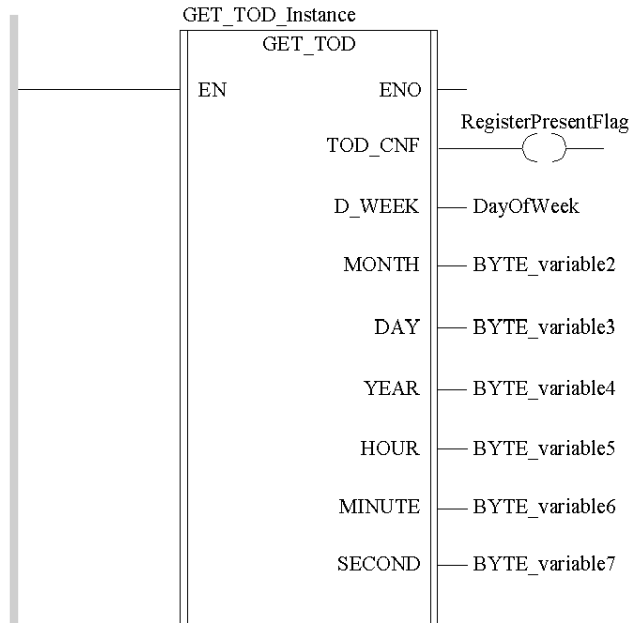 GET_TOD_Instance
GET_TOD
EN ENO
RegisterPresentFlag
TOD_CNF
D_WEEK DayOfWeek
MONTH BYTE_variable2
DAY BYTE_variable3
YEAR BYTE_variable4
HOUR BYTE_variable5
MINUTE BYTE_variable6
SECOND BYTE_variable7